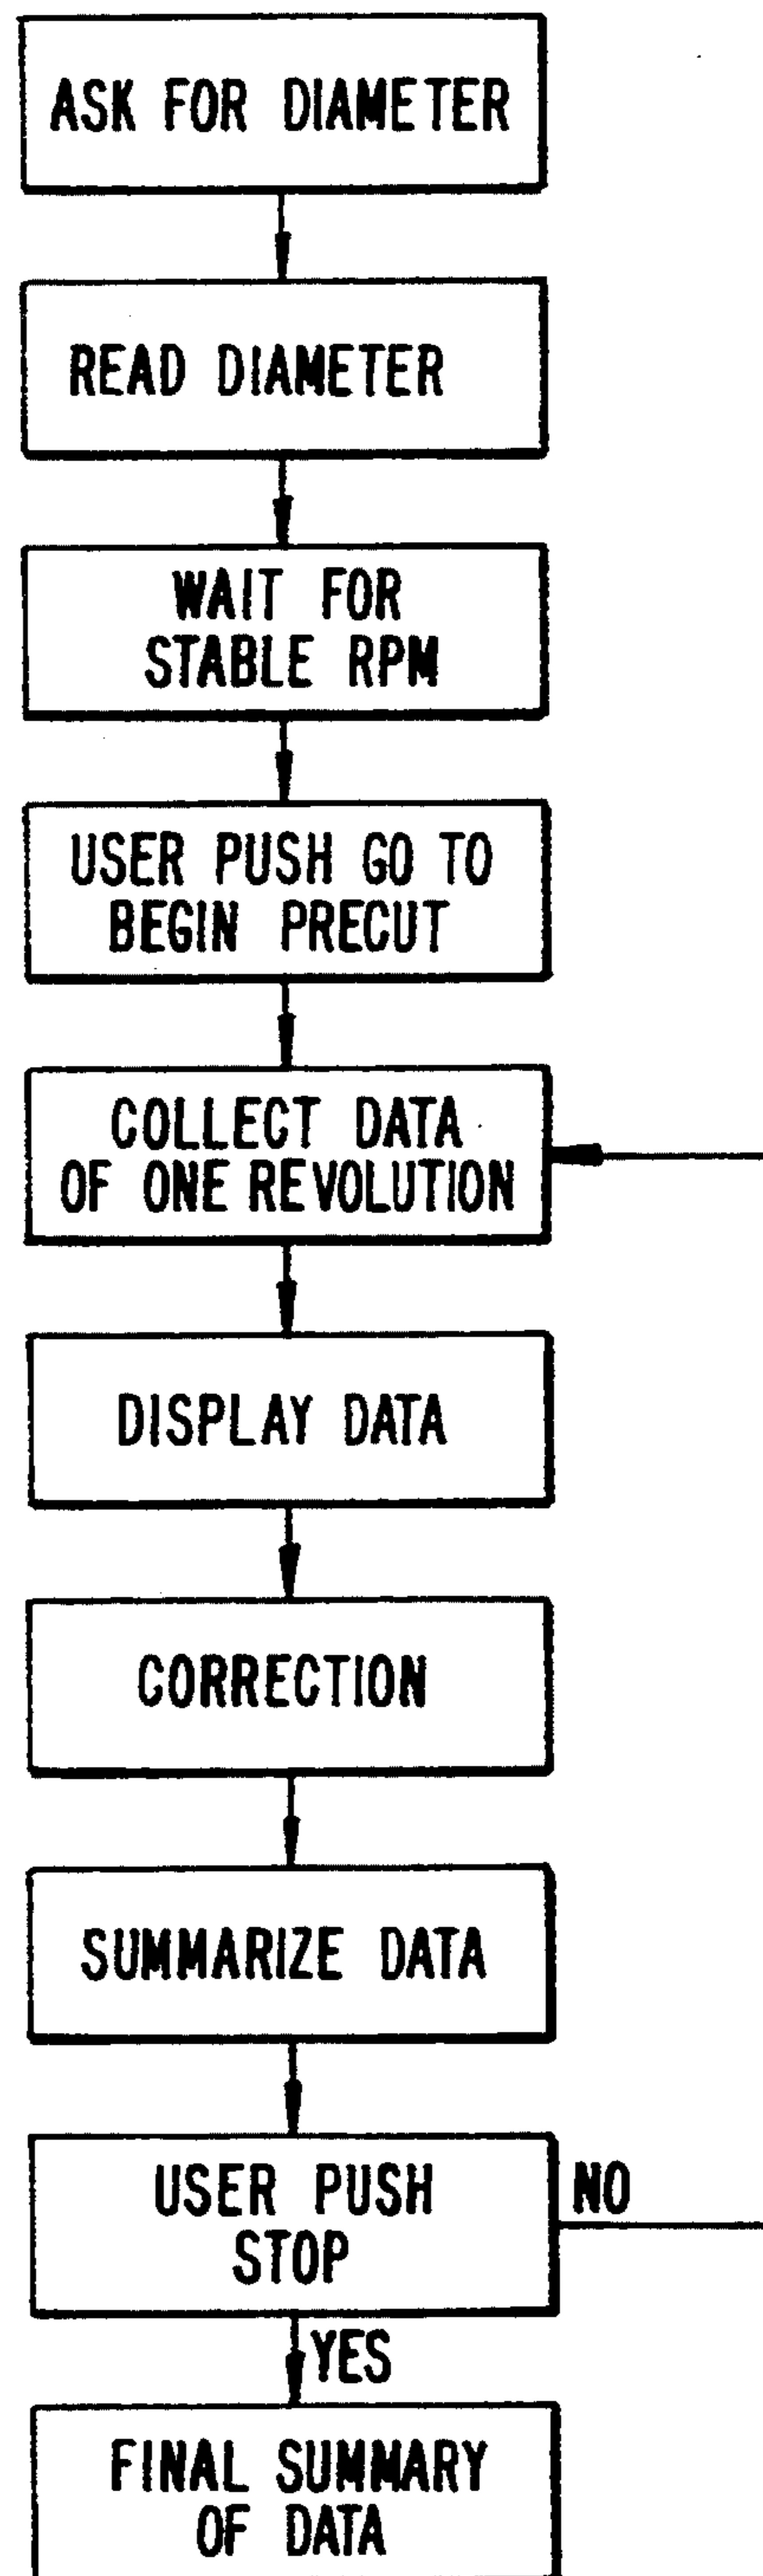 ASK FOR DIAMETER
READ DIAMETER
WAIT FOR
STABLE RPM
USER PUSH GO TO
BEGIN PRECUT
COLLECT DATA
OF ONE REVOLUTION
DISPLAY DATA
CORRECTION
SUMMARIZE DATA
USER PUSH
STOP
NO
YES
FINAL SUMMARY
OF DATA